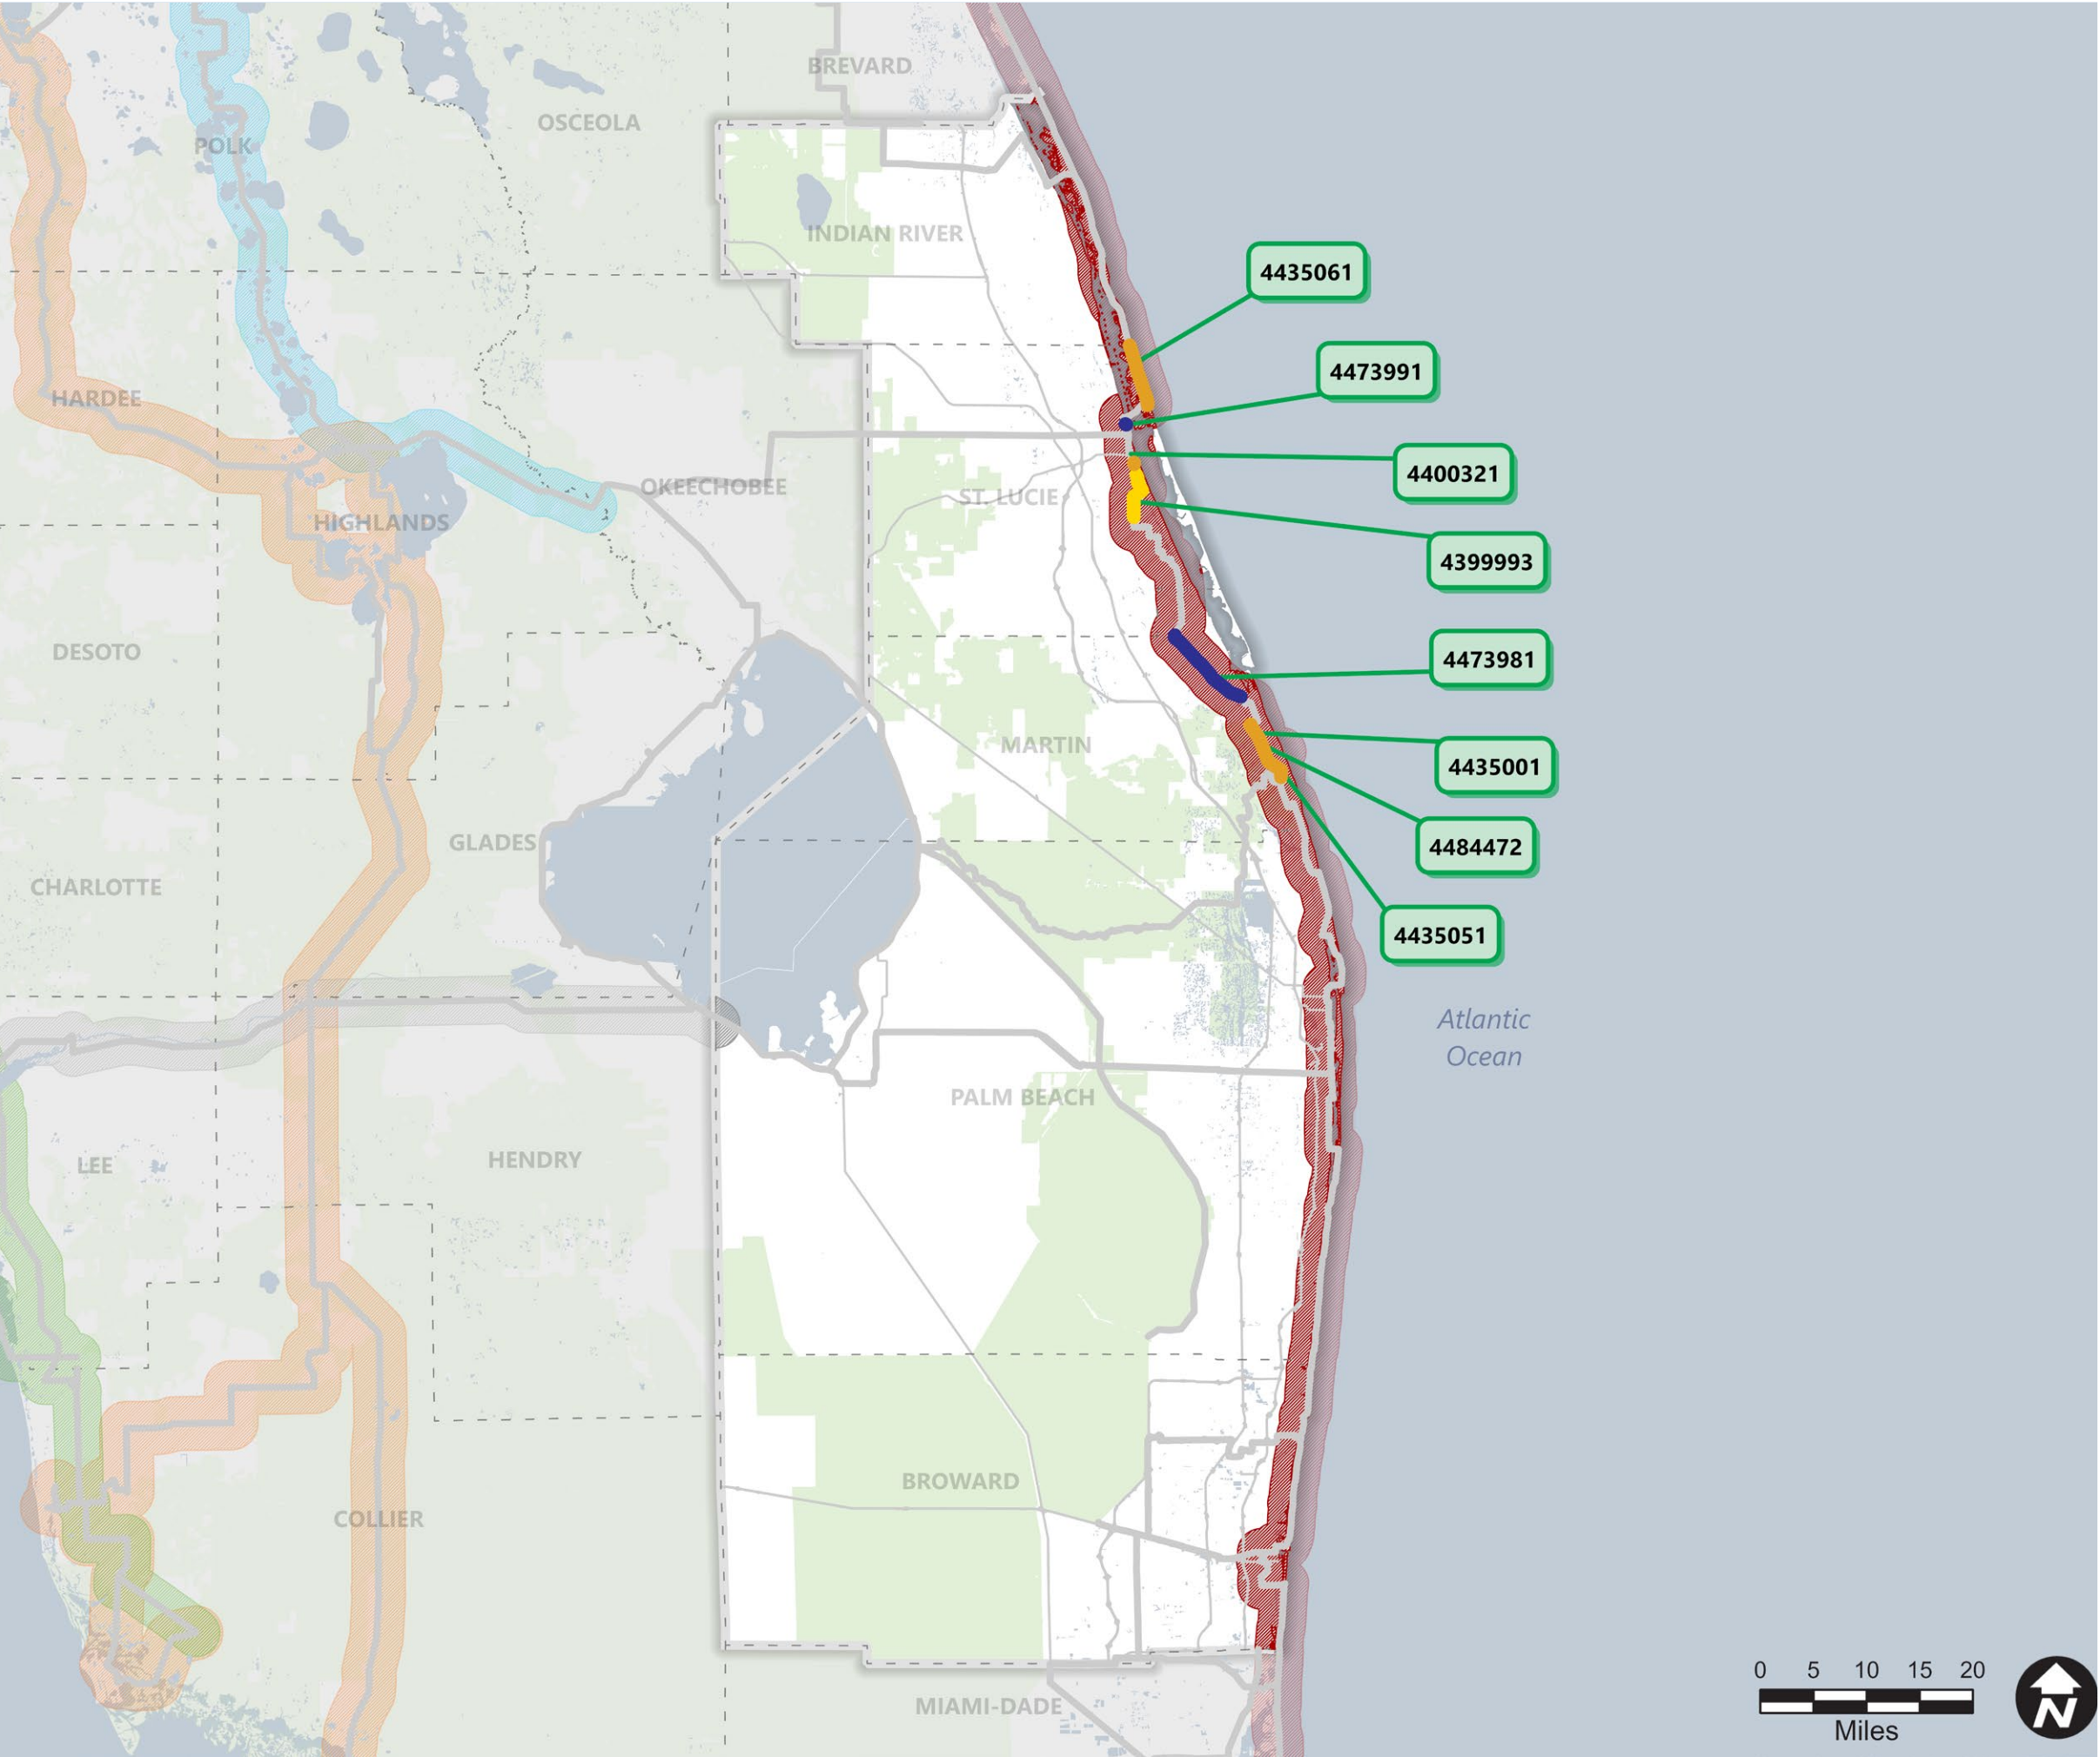 BREVARD
OSCEOLA
POLK
INDIAN RIVER
4435061
4473991
HARDEE
4400321
OKEECHOBEE
ST. LUCIE
HIGHLANDS
4399993
DESOTO
4473981
MARTIN
4435001
GLADES
4484472
CHARLOTTE
4435051
Atlantic
Ocean
PALM BEACH
LEE
HENDRY
BROWARD
COLLIER
MIAMI-DADE
0 5 10 15 20
Miles
N